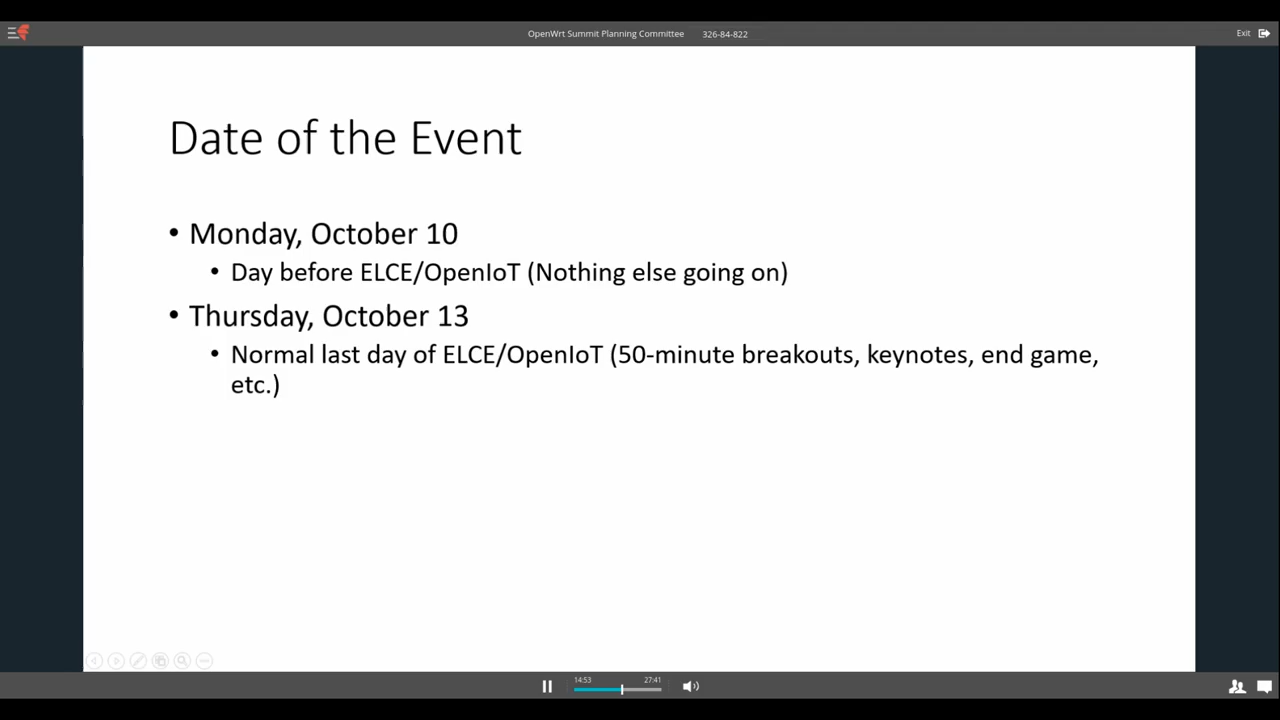 OpenWrt Summit Planning Committee 326-84-822 Exit
Date of the Event
• Monday, October 10
• Day before ELCE/OpenIoT (Nothing else going on)
• Thursday, October 13
• Normal last day of ELCE/OpenIoT (50-minute breakouts, keynotes, end game,
etc.)
14:53 27:41